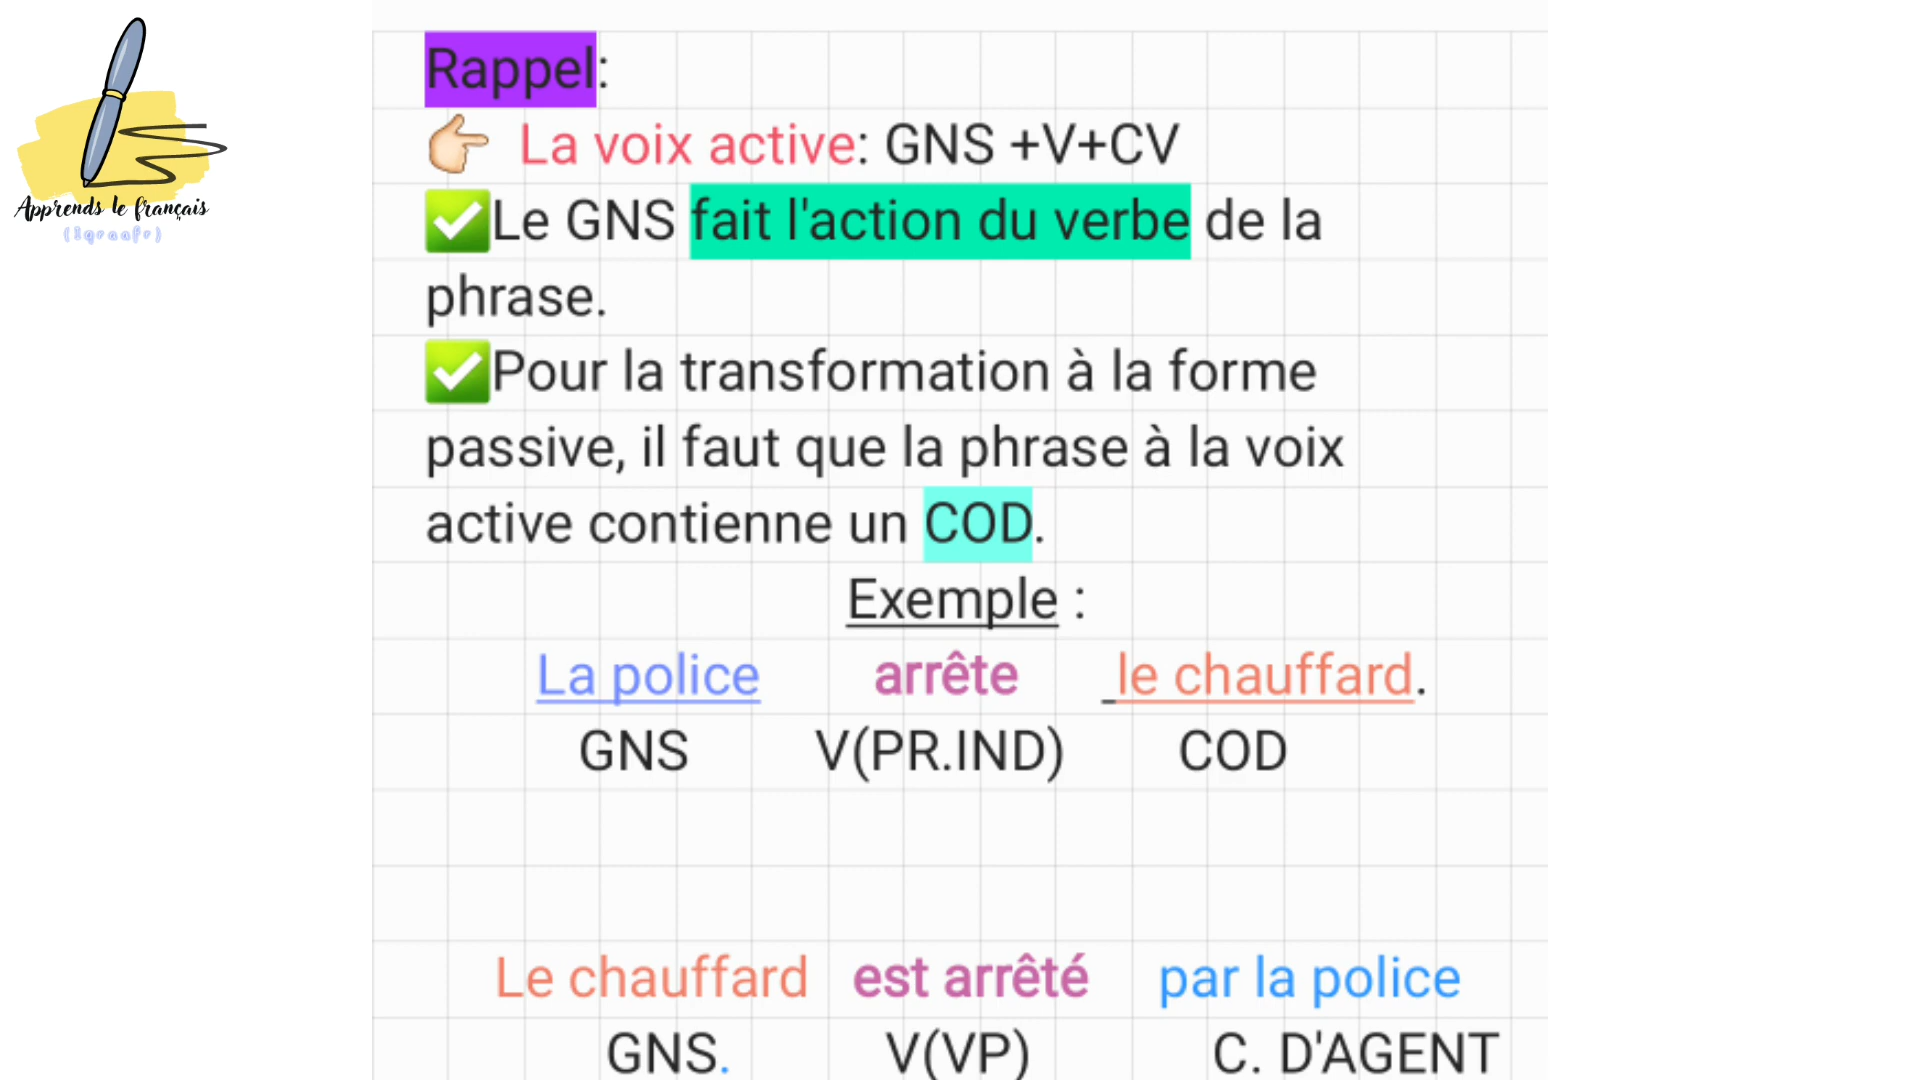 Apprends le français
(Iqraafr)
Rappel:
👉🏻 La voix active: GNS +V+CV
✅Le GNS fait l'action du verbe de la
phrase.
✅Pour la transformation à la forme
passive, il faut que la phrase à la voix
active contienne un COD.
Exemple :
La police arrête le chauffard.
GNS V(PR.IND) COD
Le chauffard est arrêté par la police
GNS. V(VP) C. D'AGENT